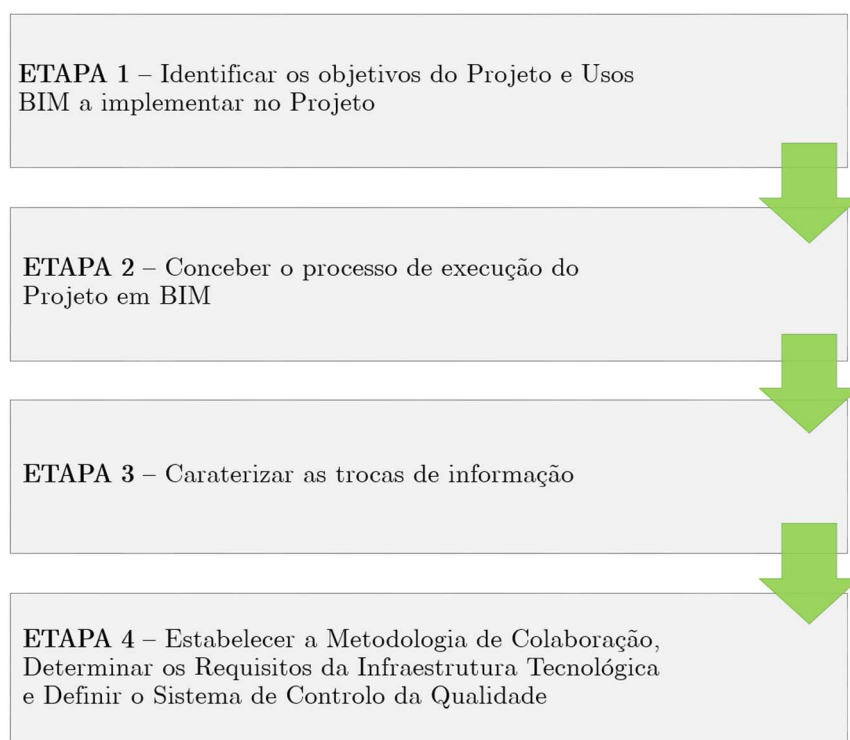 ETAPA 1 – Identificar os objetivos do Projeto e Usos
BIM a implementar no Projeto
ETAPA 2 – Conceber o processo de execução do
Projeto em BIM
ETAPA 3 – Caraterizar as trocas de informação
ETAPA 4 – Estabelecer a Metodologia de Colaboração,
Determinar os Requisitos da Infraestrutura Tecnológica
e Definir o Sistema de Controlo da Qualidade